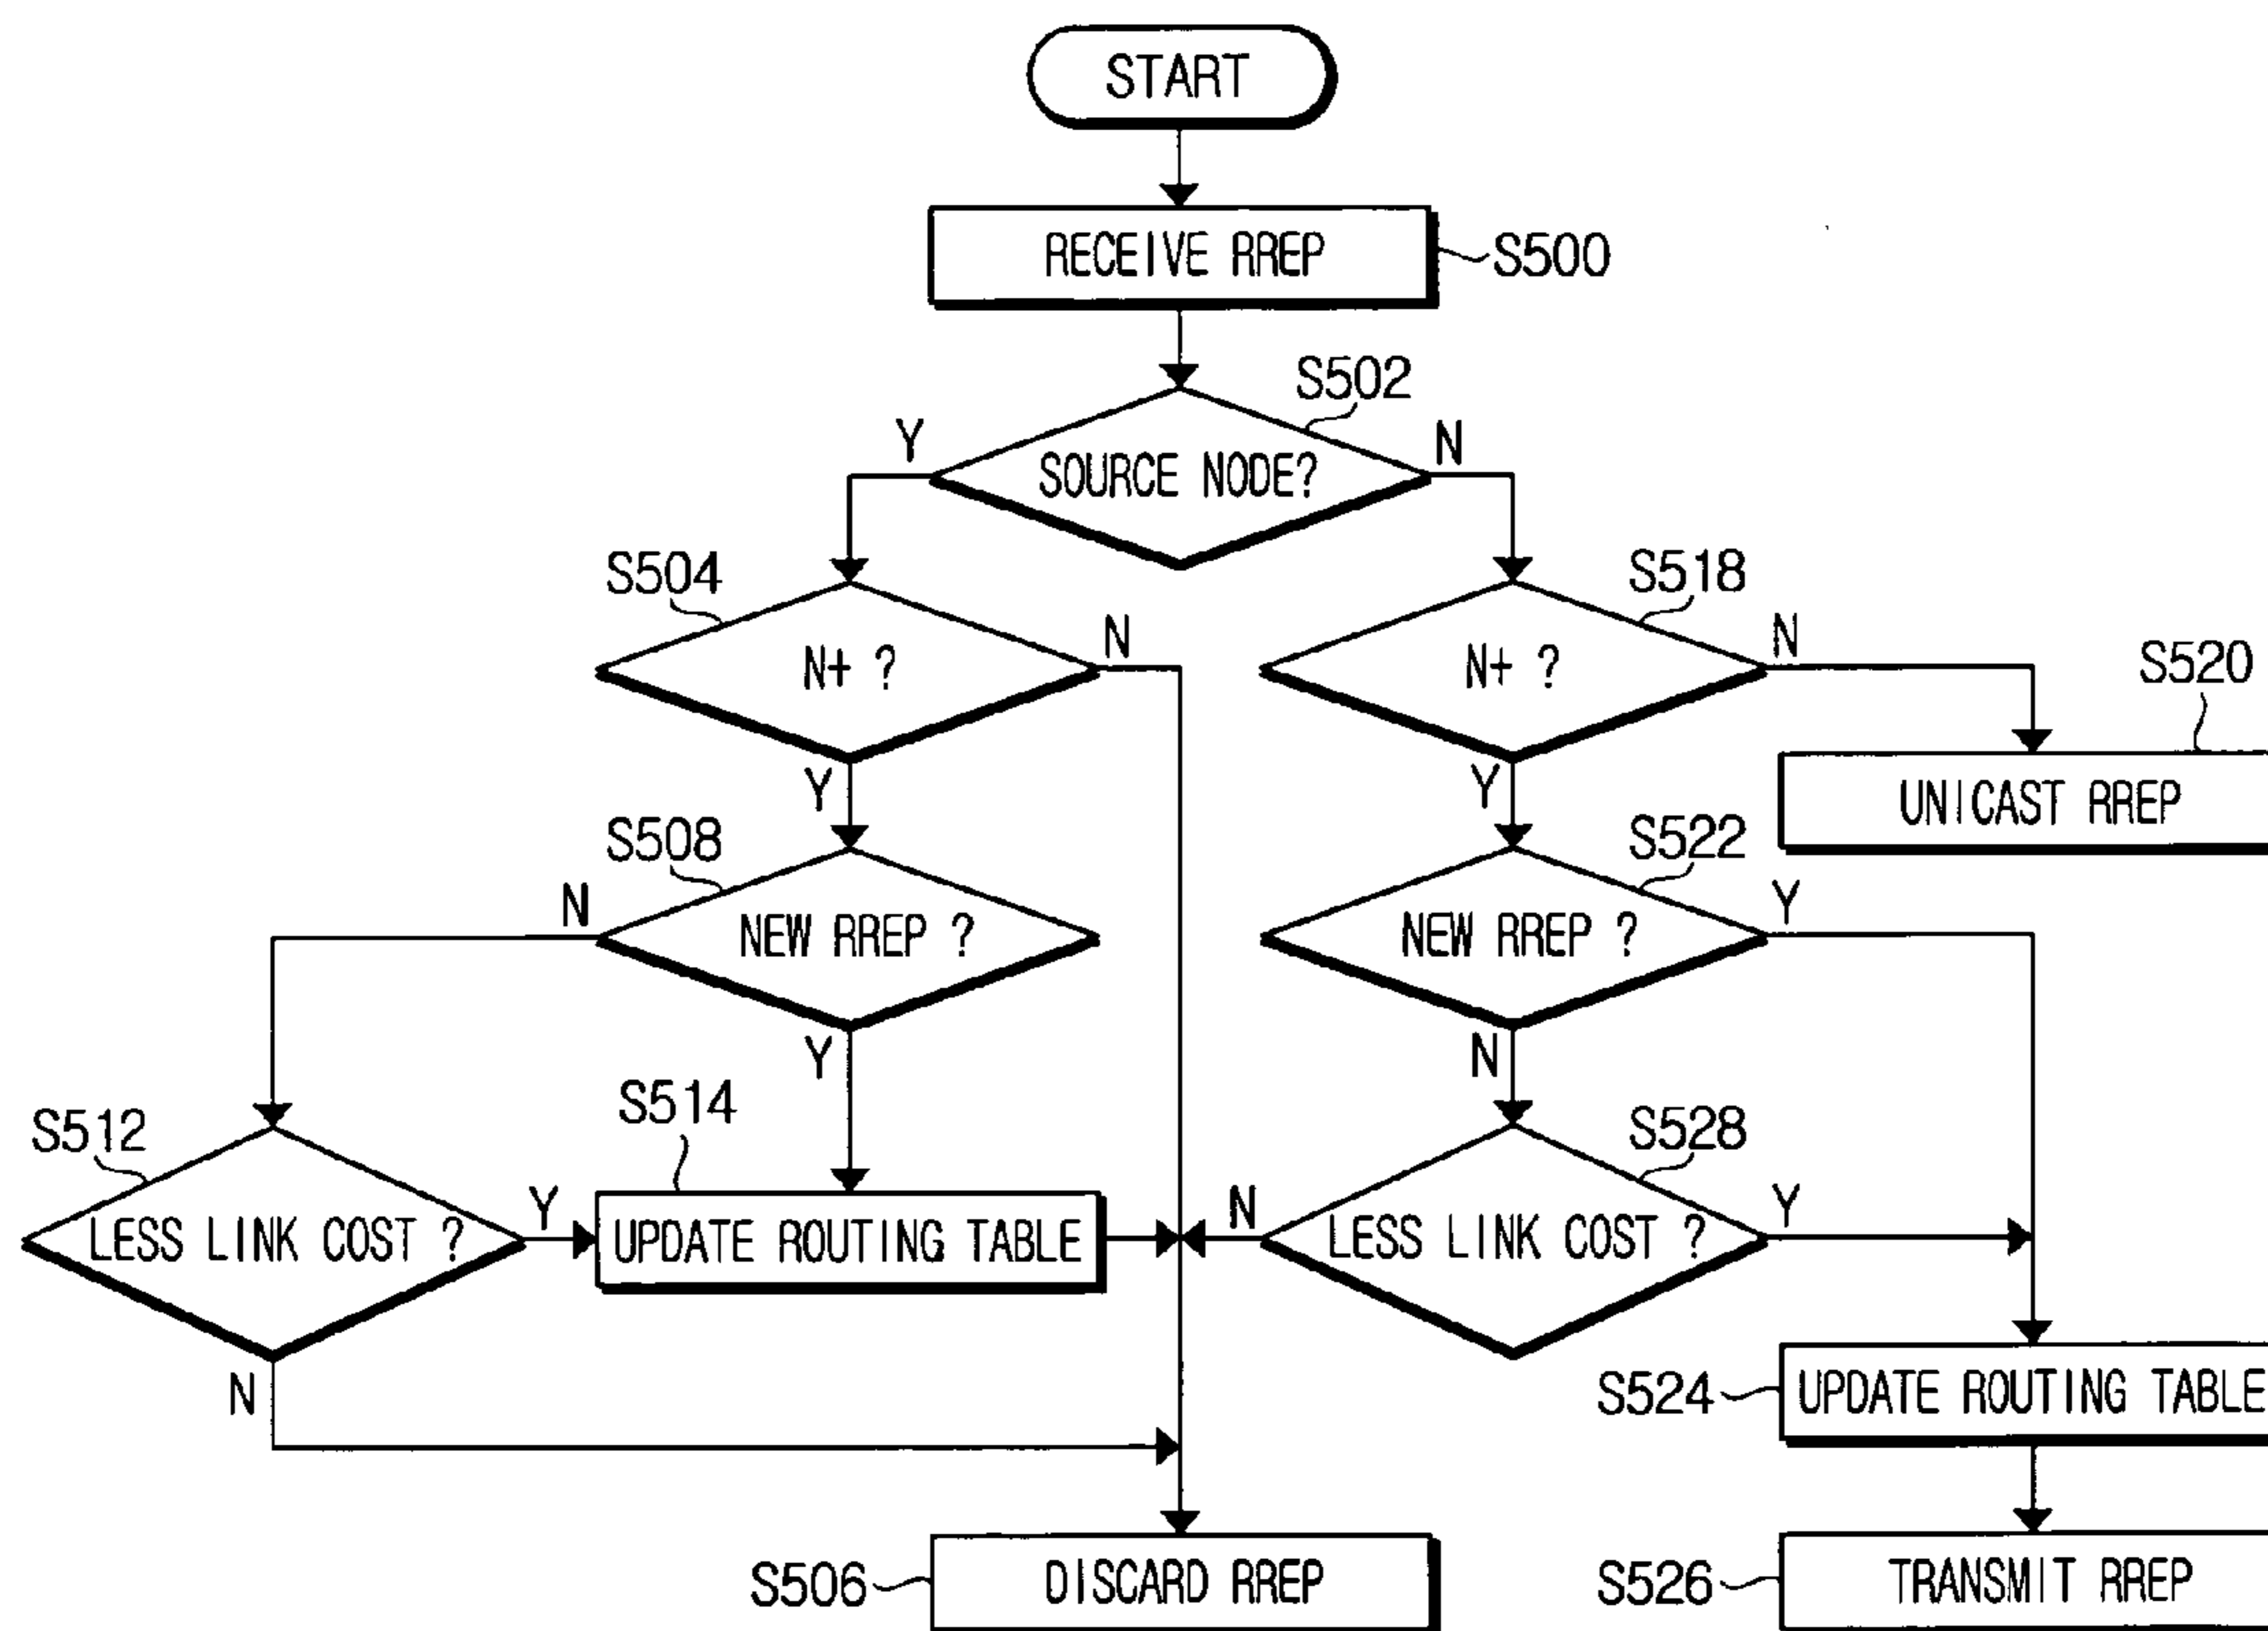 START
RECEIVE RREP
S500
S502
Y
N
SOURCE NODE?
S504
S518
N+ ?
N
N+ ?
N
S520
Y
Y
UNICAST RREP
S508
S522
N
NEW RREP ?
NEW RREP ?
Y
Y
N
S512
S514
S528
LESS LINK COST ?
Y
UPDATE ROUTING TABLE
N
LESS LINK COST ?
Y
N
S524
UPDATE ROUTING TABLE
S506
DISCARD RREP
S526
TRANSMIT RREP